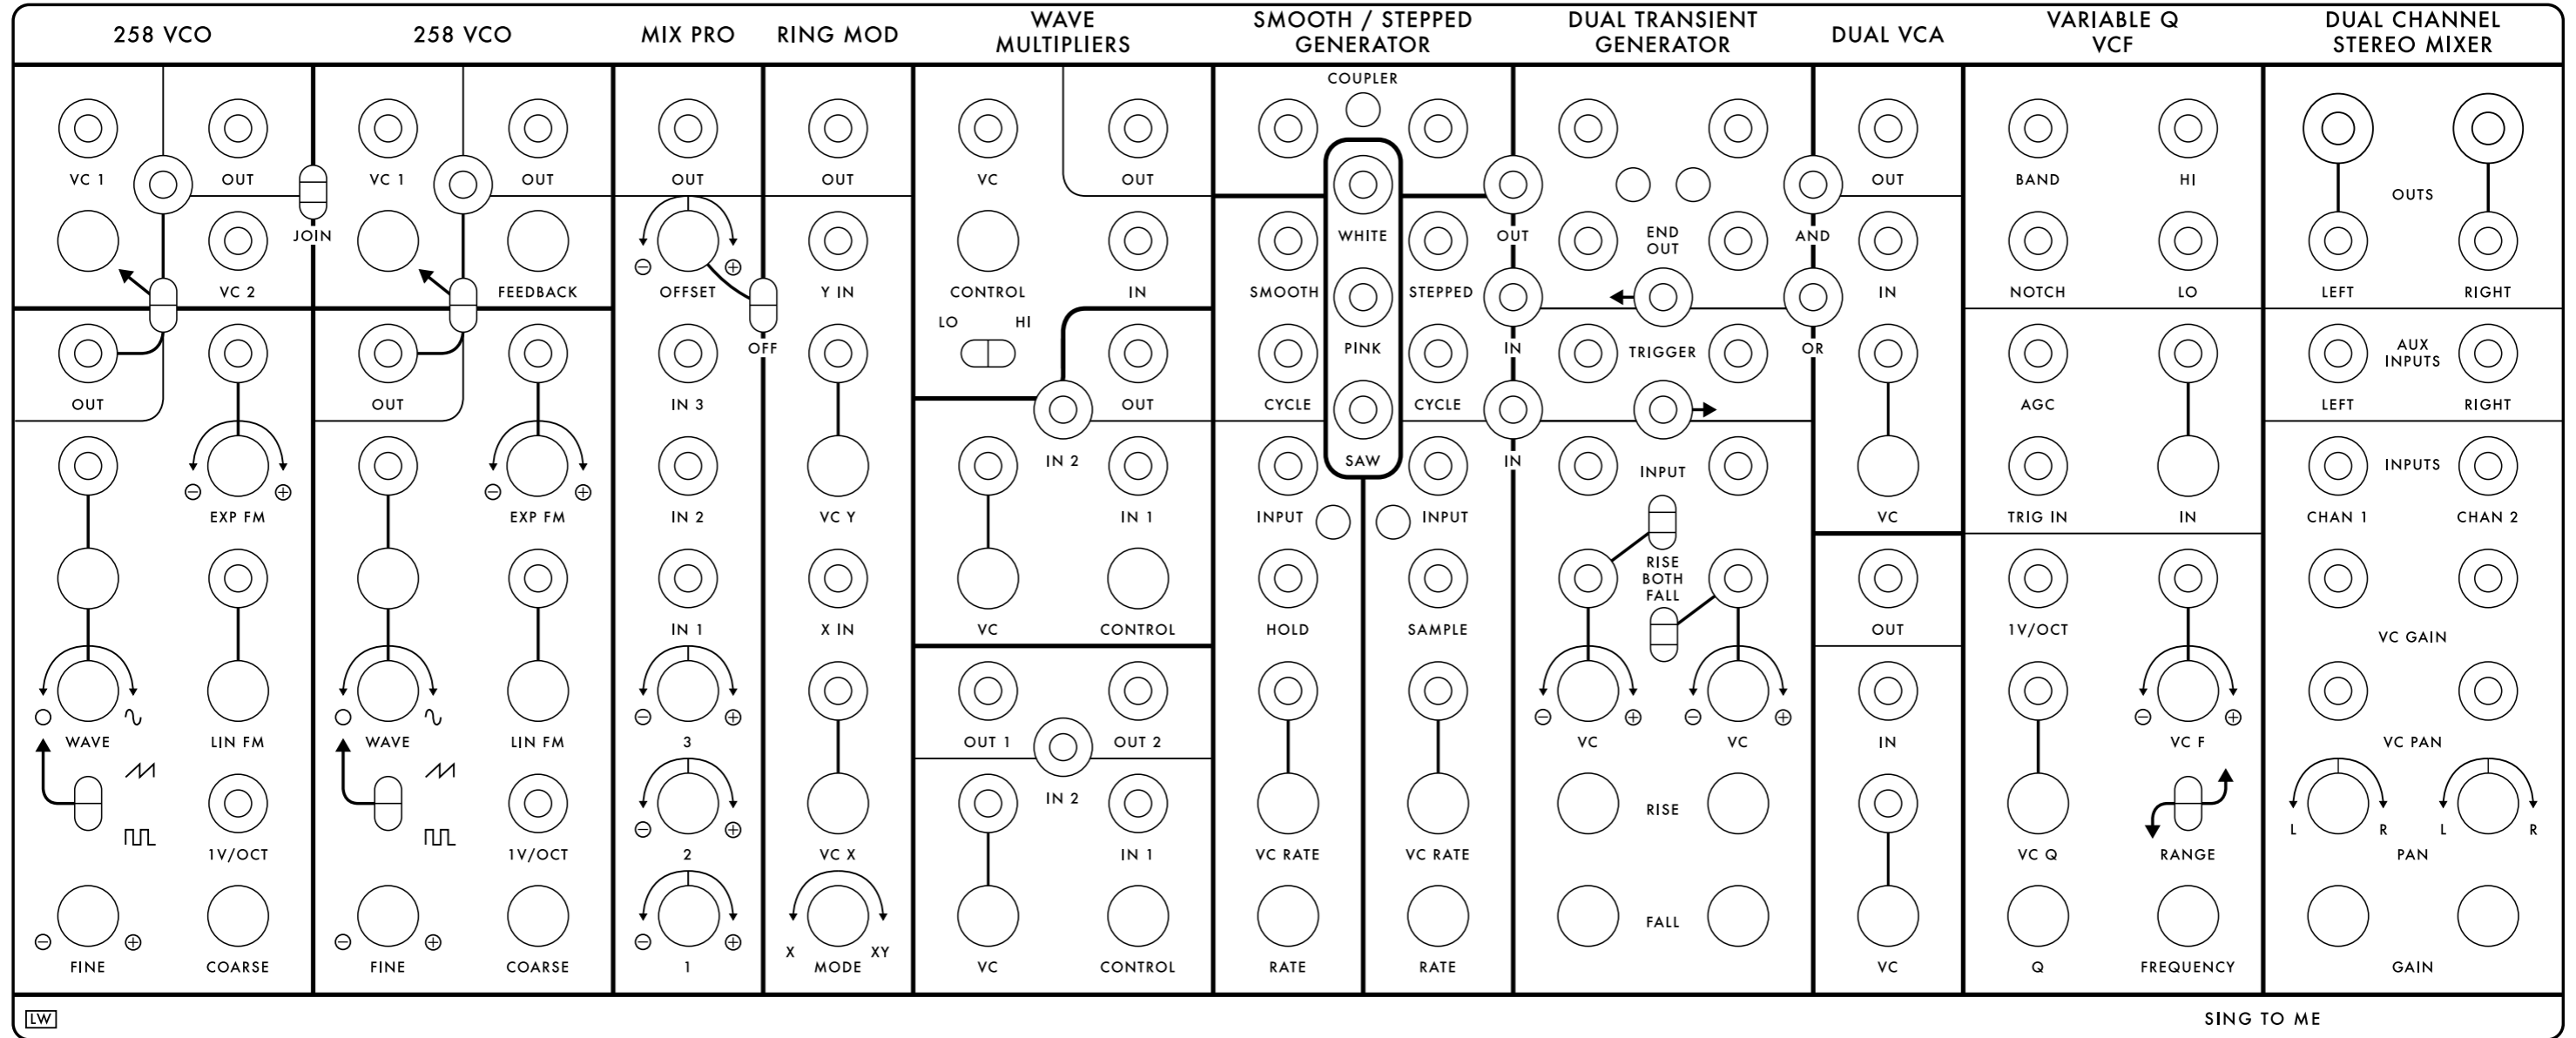 258 VCO
258 VCO
MIX PRO
RING MOD
WAVE
MULTIPLIERS
SMOOTH / STEPPED
GENERATOR
DUAL TRANSIENT
GENERATOR
DUAL VCA
VARIABLE Q
VCF
DUAL CHANNEL
STEREO MIXER
VC 1
OUT
JOIN
VC 2
OUT
EXP FM
WAVE
LIN FM
1V/OCT
FINE
COARSE
VC 1
OUT
FEEDBACK
OUT
EXP FM
WAVE
LIN FM
1V/OCT
FINE
COARSE
OUT
OFFSET
OFF
IN 3
IN 2
IN 1
3
2
1
OUT
Y IN
VC Y
X IN
VC X
X
XY
MODE
VC
OUT
CONTROL
IN
LO
HI
OUT
IN 2
IN 1
VC
CONTROL
OUT 1
OUT 2
IN 2
IN 1
VC
CONTROL
COUPLER
WHITE
SMOOTH
STEPPED
PINK
CYCLE
CYCLE
SAW
INPUT
INPUT
HOLD
SAMPLE
VC RATE
VC RATE
RATE
RATE
OUT
IN
IN
END
OUT
TRIGGER
INPUT
RISE
BOTH
FALL
VC
VC
RISE
FALL
AND
OR
OUT
IN
VC
OUT
IN
VC
BAND
HI
NOTCH
LO
AGC
TRIG IN
IN
1V/OCT
VC F
VC Q
RANGE
Q
FREQUENCY
OUTS
LEFT
RIGHT
AUX
INPUTS
LEFT
RIGHT
INPUTS
CHAN 1
CHAN 2
VC GAIN
VC PAN
L
R
L
R
PAN
GAIN
LW
SING TO ME